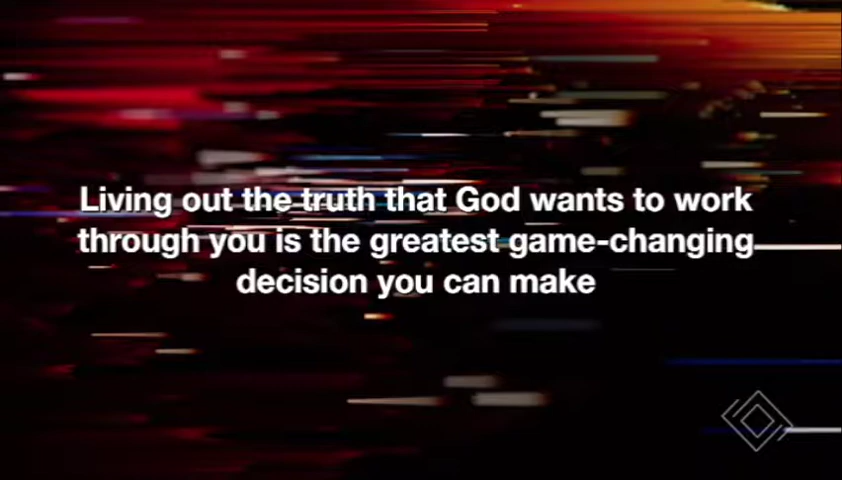 Living out the truth that God wants to work
through you is the greatest game-changing
decision you can make